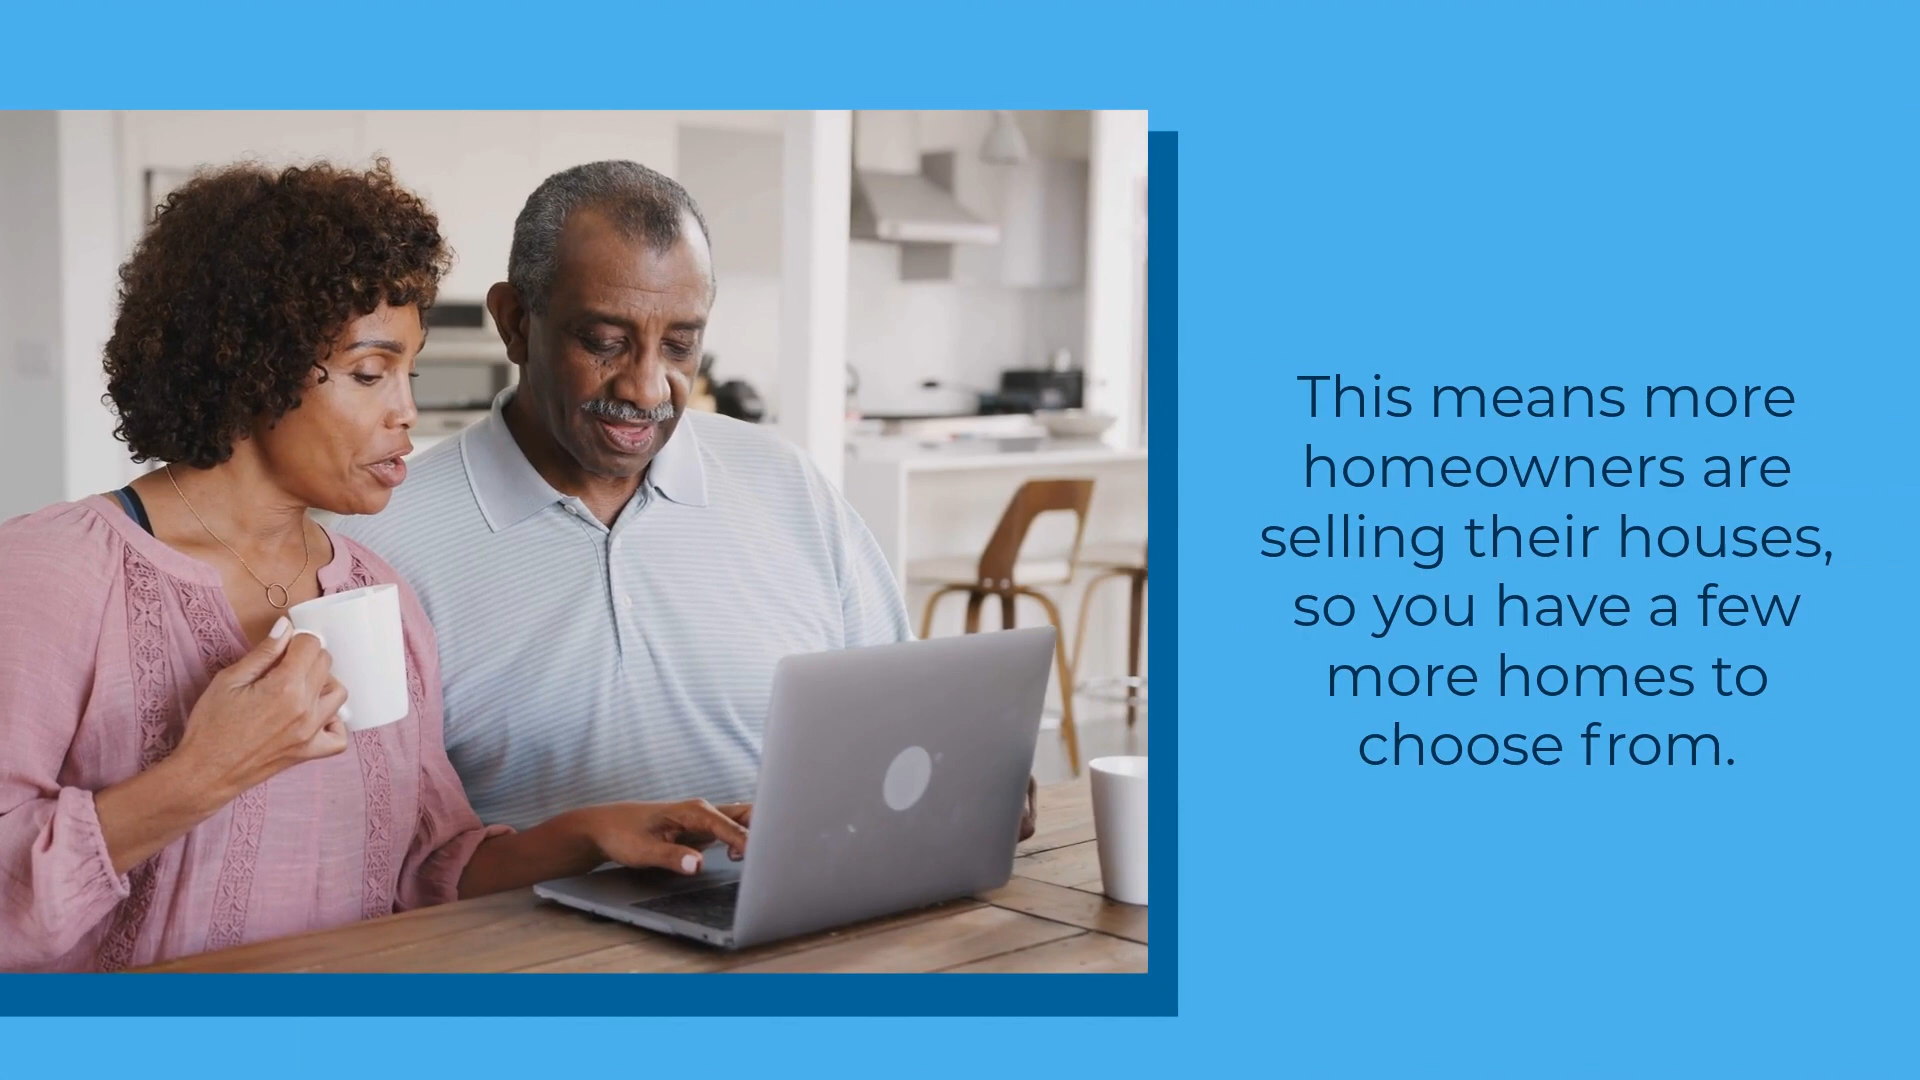 This means more
homeowners are
selling their houses,
so you have a few
more homes to
choose from.